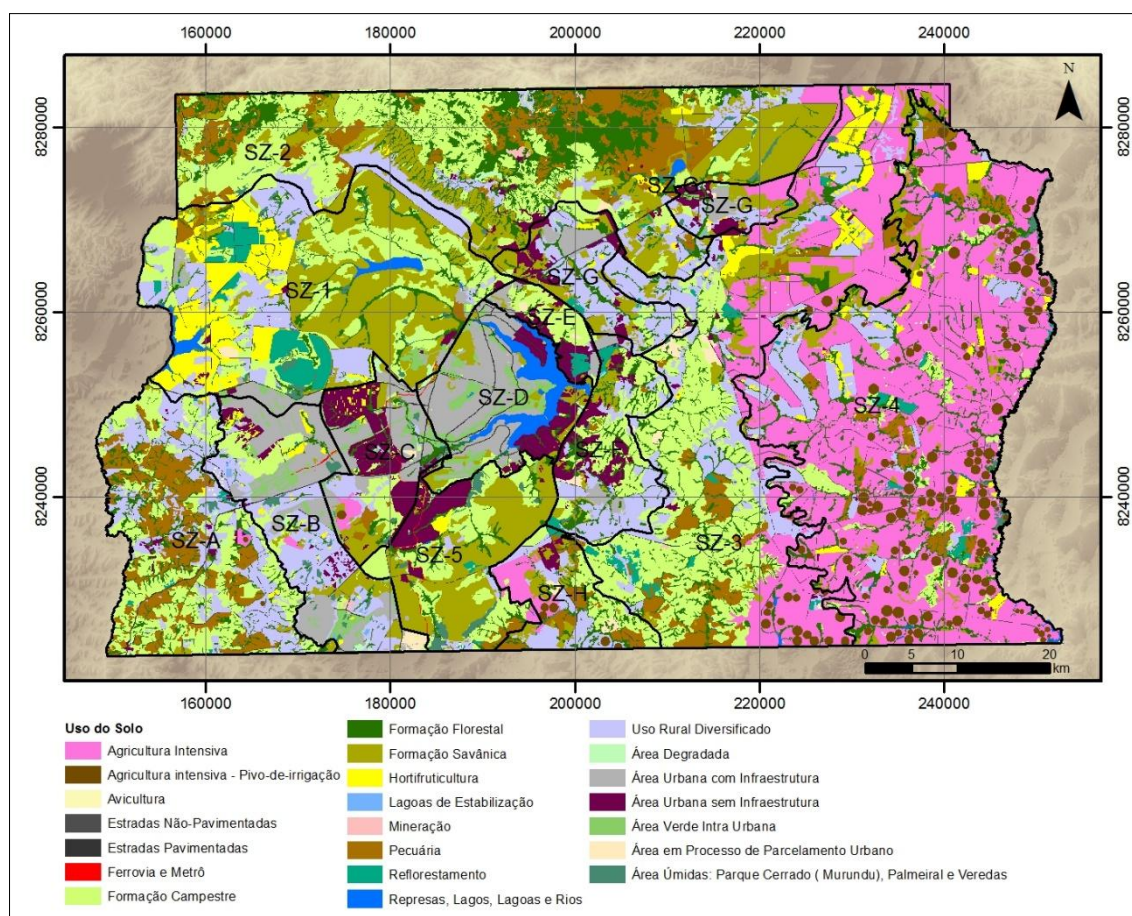 160000 180000 200000 220000 240000
N
8280000 8280000
SZ-2
SZ-G
SZ-G
SZ-G
SZ-1
8260000 8260000
SZ-E
SZ-D
SZ-4
SZ-C
SZ-F
8240000 8240000
SZ-B
SZ-A
SZ-5
SZ-3
SZ-H
0 5 10 20
km
160000 180000 200000 220000 240000
Uso do Solo
Agricultura Intensiva
Agricultura intensiva - Pivo-de-irrigação
Avicultura
Estradas Não-Pavimentadas
Estradas Pavimentadas
Ferrovia e Metrô
Formação Campestre
Formação Florestal
Formação Savânica
Hortifruticultura
Lagoas de Estabilização
Mineração
Pecuária
Reflorestamento
Represas, Lagos, Lagoas e Rios
Uso Rural Diversificado
Área Degradada
Área Urbana com Infraestrutura
Área Urbana sem Infraestrutura
Área Verde Intra Urbana
Área em Processo de Parcelamento Urbano
Área Úmidas: Parque Cerrado ( Murundu), Palmeiral e Veredas